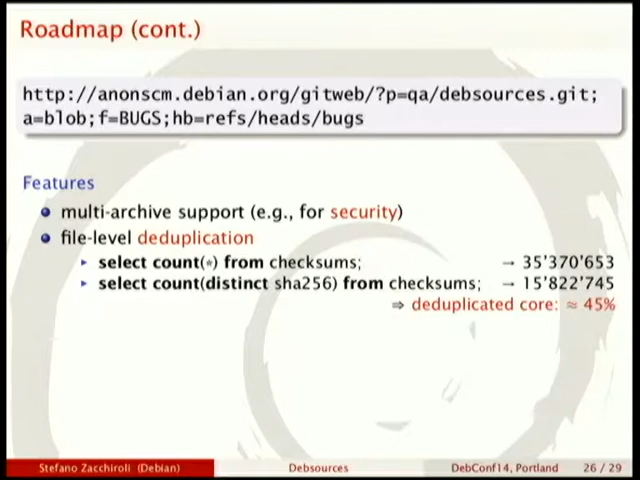 Roadmap (cont.)
http://anonscm.debian.org/gitweb/?p=qa/debsources.git;
a=blob;f=BUGS;hb=refs/heads/bugs
Features
multi-archive support (e.g., for security)
file-level deduplication
select count(*) from checksums; → 35'370'653
select count(distinct sha256) from checksums; → 15'822'745
⇒ deduplicated core: ≈ 45%
Stefano Zacchiroli (Debian) Debsources DebConf14, Portland 26 / 29